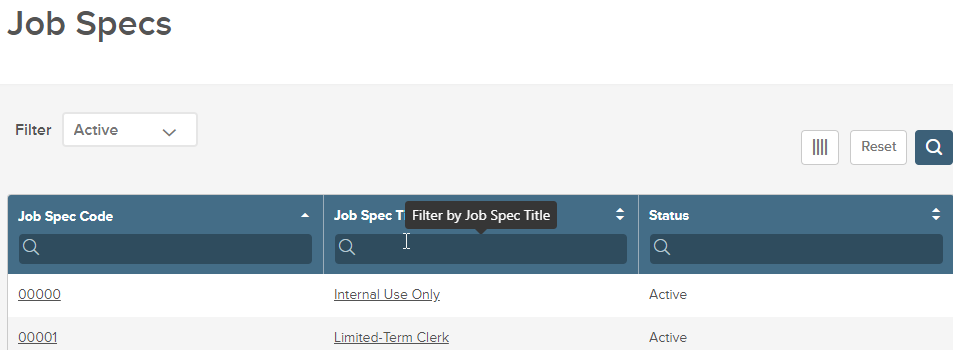 Job Specs
Filter Active
Reset
Job Spec Code Job Spec T Filter by Job Spec Title Status
00000 Internal Use Only Active
00001 Limited-Term Clerk Active